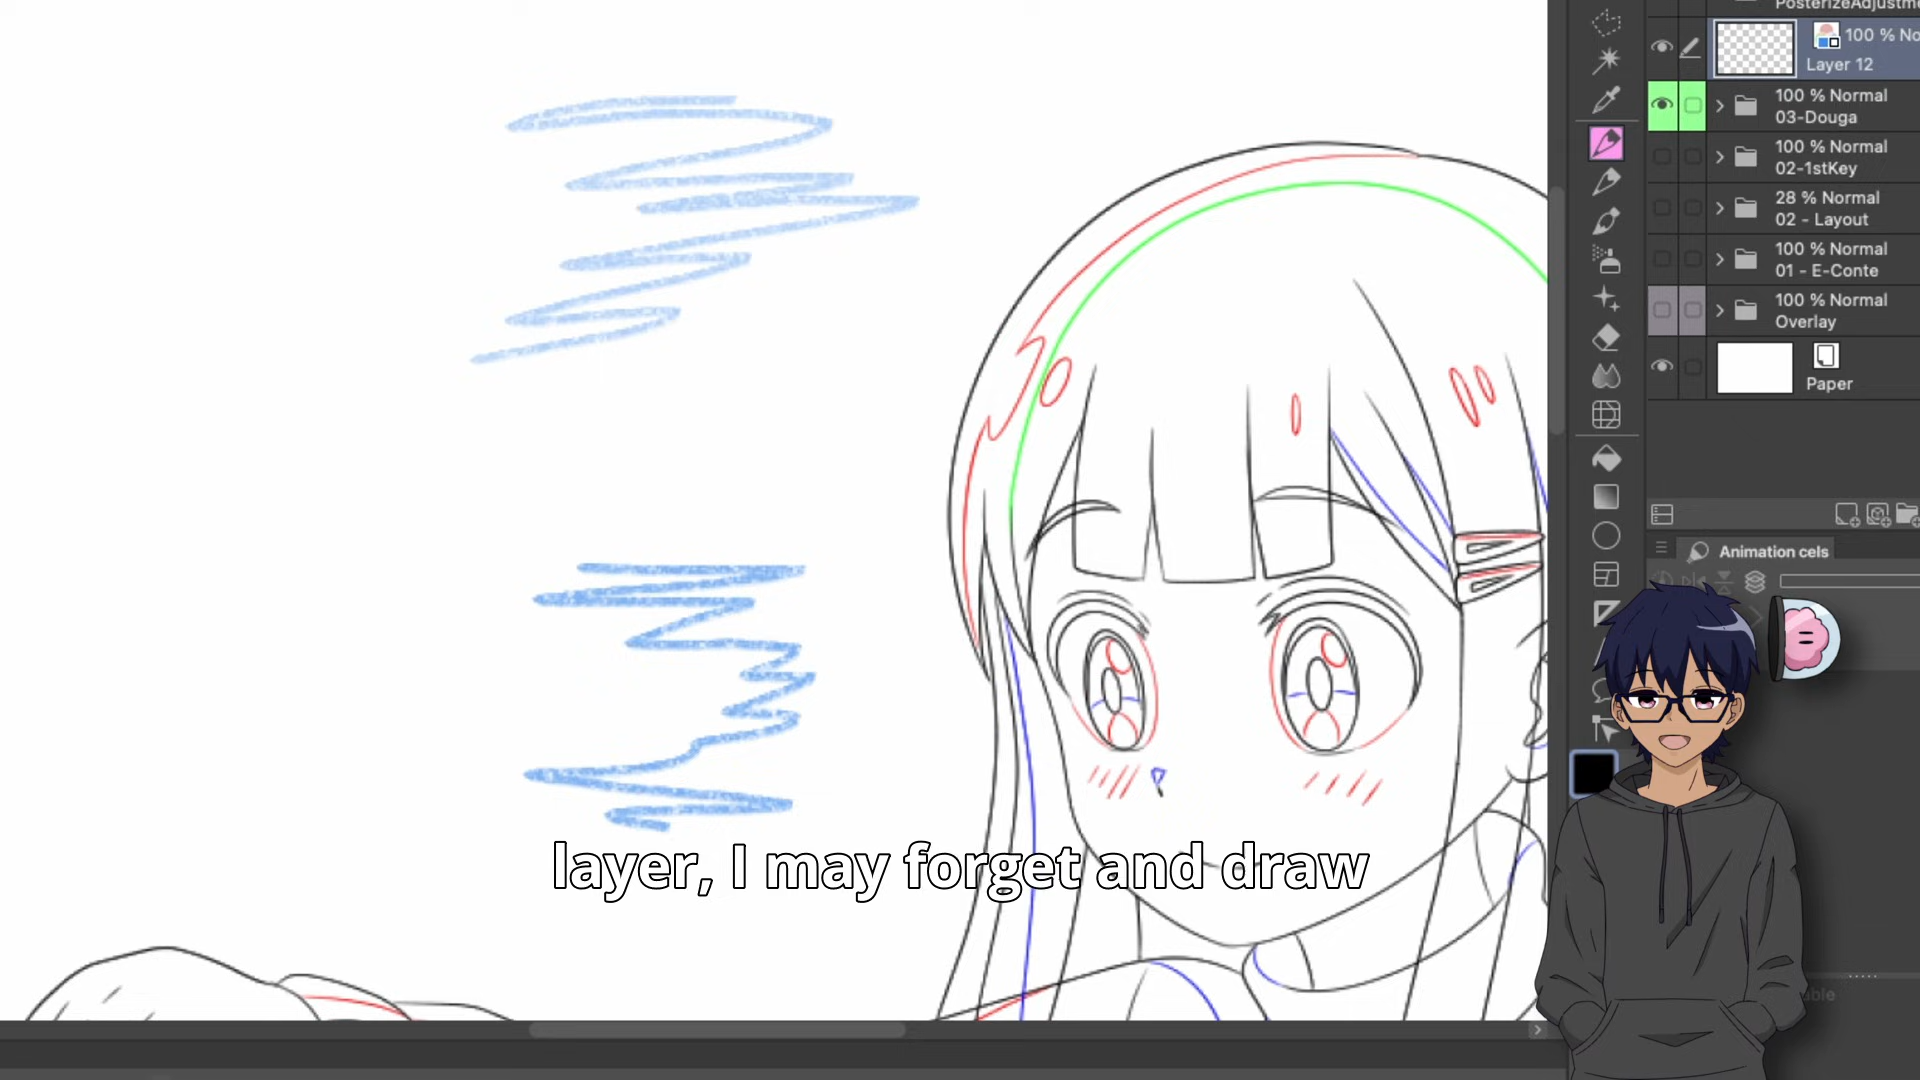 PosterizeAdjustme
100 % No
Layer 12
100 % Normal
03-Douga
100 % Normal
02-1stKey
28 % Normal
02 - Layout
100 % Normal
01 - E-Conte
100 % Normal
Overlay
Paper
Animation cels
layer, I may forget and draw